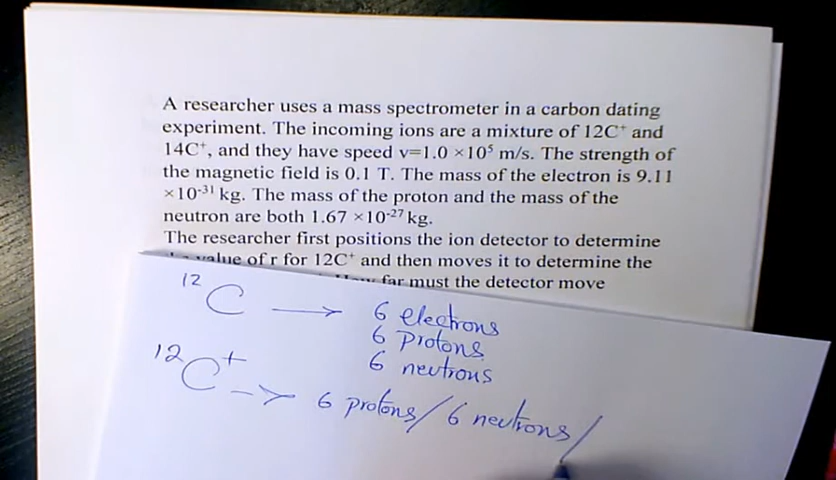 A researcher uses a mass spectrometer in a carbon dating
experiment. The incoming ions are a mixture of 12C⁺ and
14C⁺, and they have speed v=1.0 ×10⁵ m/s. The strength of
the magnetic field is 0.1 T. The mass of the electron is 9.11
×10⁻³¹ kg. The mass of the proton and the mass of the
neutron are both 1.67 ×10⁻²⁷ kg.
The researcher first positions the ion detector to determine
value of r for 12C⁺ and then moves it to determine the
far must the detector move
¹²C → 6 electrons
6 protons
6 neutrons
¹²C⁺ → 6 protons/ 6 neutrons/